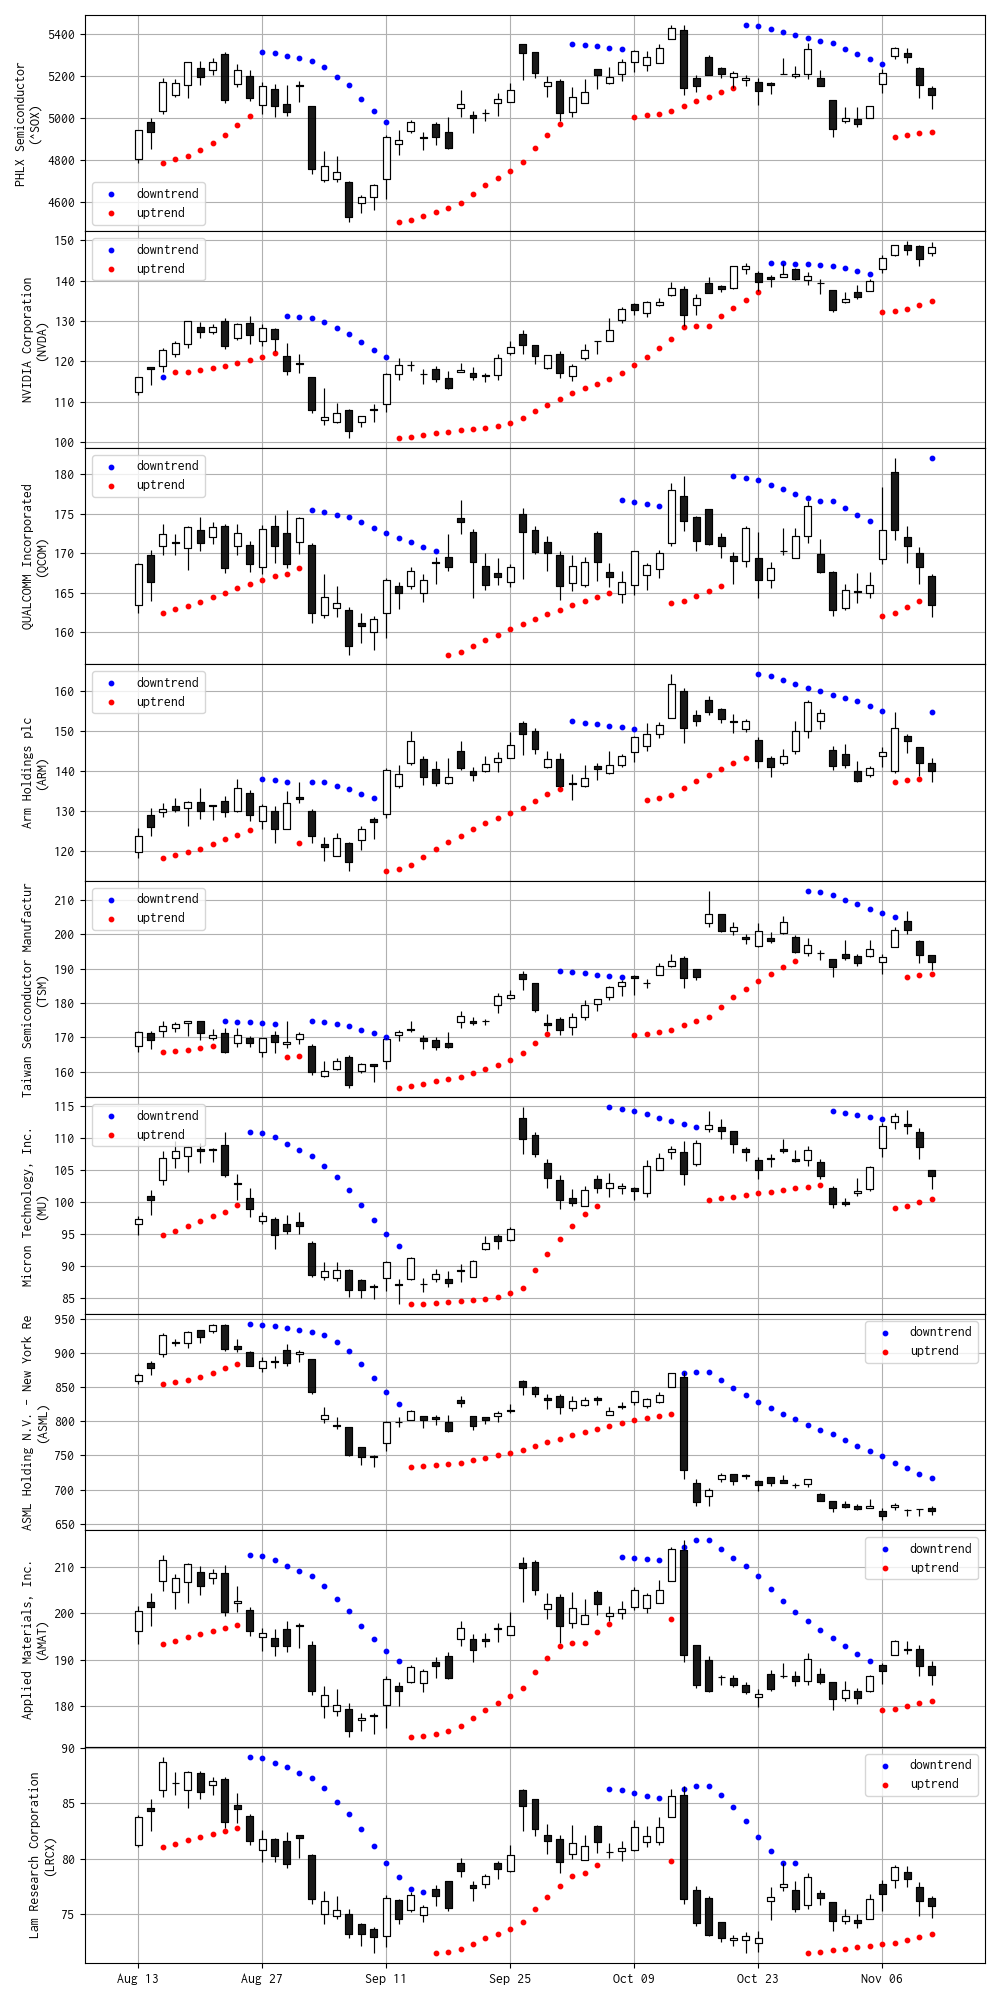 PHLX Semiconductor
(^SOX)
5400
5200
5000
4800
4600
downtrend
uptrend
NVIDIA Corporation
(NVDA)
150
140
130
120
110
100
downtrend
uptrend
QUALCOMM Incorporated
(QCOM)
180
175
170
165
160
downtrend
uptrend
Arm Holdings plc
(ARM)
160
150
140
130
120
downtrend
uptrend
Taiwan Semiconductor Manufactur
(TSM)
210
200
190
180
170
160
downtrend
uptrend
Micron Technology, Inc.
(MU)
115
110
105
100
95
90
85
downtrend
uptrend
ASML Holding N.V. - New York Re
(ASML)
950
900
850
800
750
700
650
downtrend
uptrend
Applied Materials, Inc.
(AMAT)
210
200
190
180
downtrend
uptrend
Lam Research Corporation
(LRCX)
90
85
80
75
downtrend
uptrend
Aug 13 Aug 27 Sep 11 Sep 25 Oct 09 Oct 23 Nov 06